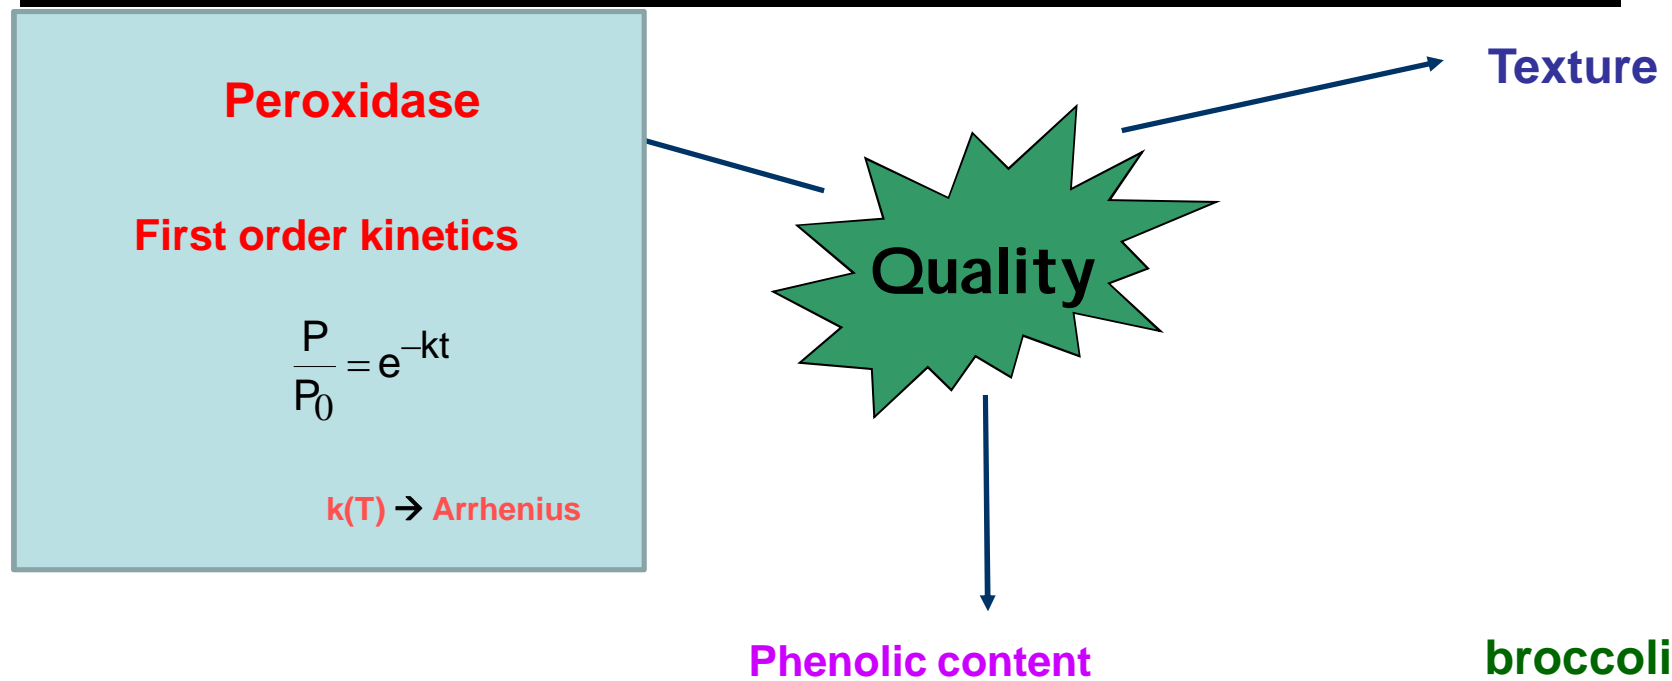 Peroxidase
First order kinetics
P/P₀ = e^(−kt)
k(T) → Arrhenius
Quality
Texture
Phenolic content
broccoli